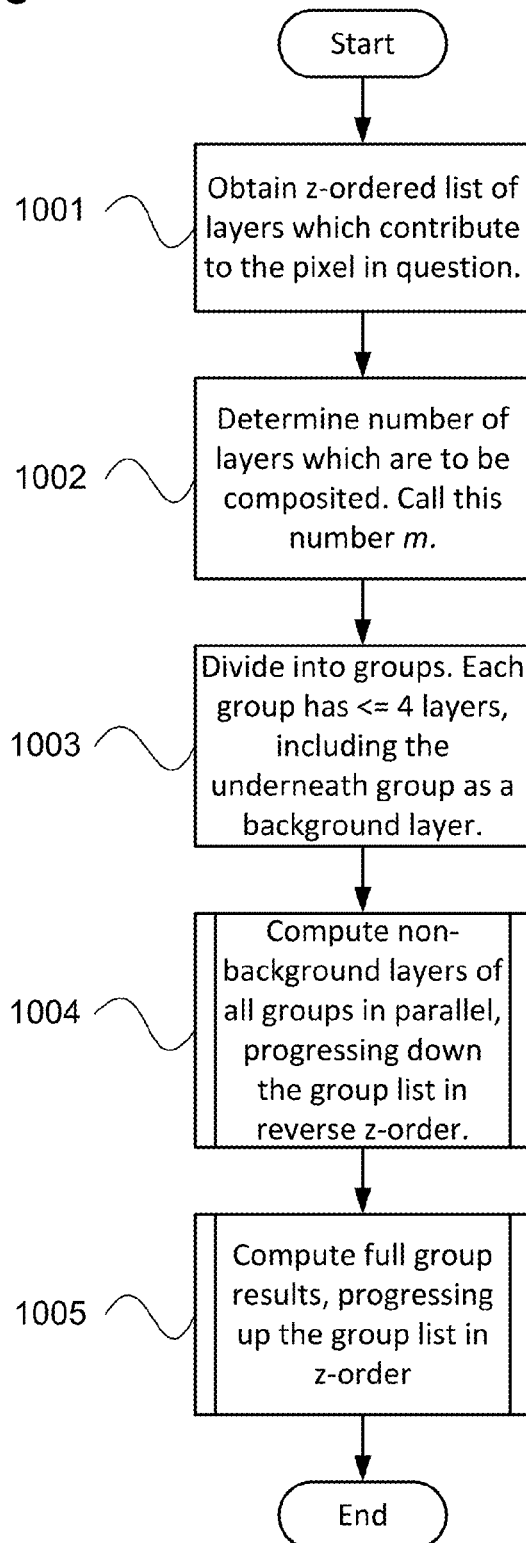 Start
1001
Obtain z-ordered list of
layers which contribute
to the pixel in question.
1002
Determine number of
layers which are to be
composited. Call this
number m.
1003
Divide into groups. Each
group has <= 4 layers,
including the
underneath group as a
background layer.
1004
Compute non-
background layers of
all groups in parallel,
progressing down
the group list in
reverse z-order.
1005
Compute full group
results, progressing
up the group list in
z-order
End